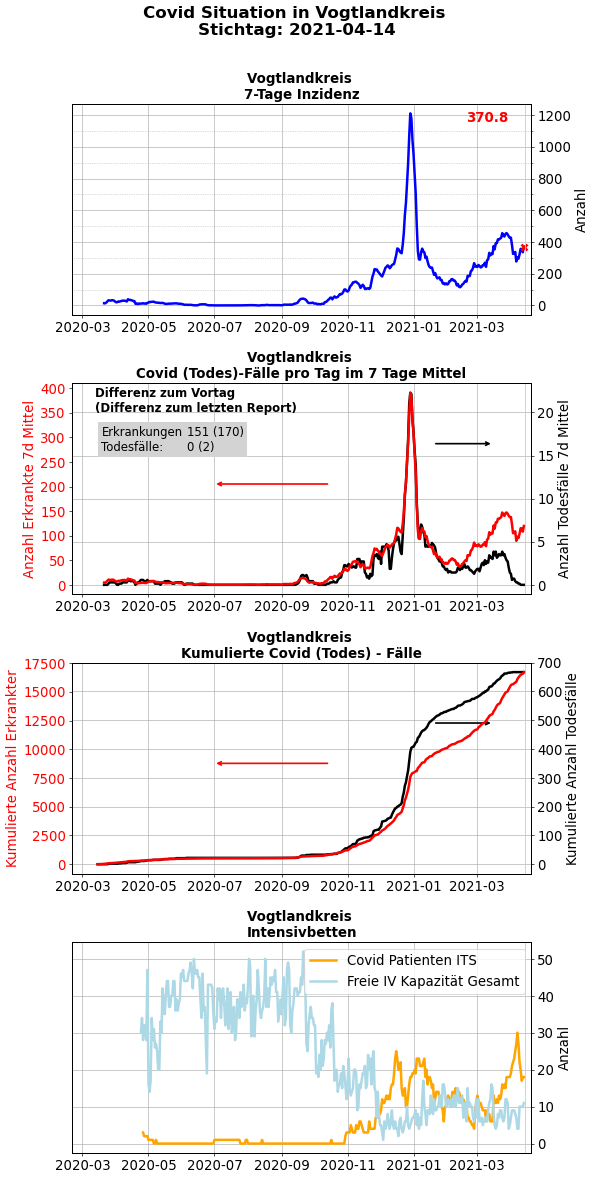 Covid Situation in Vogtlandkreis
Stichtag: 2021-04-14
Vogtlandkreis
7-Tage Inzidenz
370.8
1200
1000
800
600
400
200
0
Anzahl
2020-03 2020-05 2020-07 2020-09 2020-11 2021-01 2021-03
Vogtlandkreis
Covid (Todes)-Fälle pro Tag im 7 Tage Mittel
Differenz zum Vortag
(Differenz zum letzten Report)
Erkrankungen 151 (170)
Todesfälle: 0 (2)
400
350
300
250
200
150
100
50
0
Anzahl Erkrankte 7d Mittel
20
15
10
5
0
Anzahl Todesfälle 7d Mittel
2020-03 2020-05 2020-07 2020-09 2020-11 2021-01 2021-03
Vogtlandkreis
Kumulierte Covid (Todes) - Fälle
17500
15000
12500
10000
7500
5000
2500
0
Kumulierte Anzahl Erkrankter
700
600
500
400
300
200
100
0
Kumulierte Anzahl Todesfälle
2020-03 2020-05 2020-07 2020-09 2020-11 2021-01 2021-03
Vogtlandkreis
Intensivbetten
Covid Patienten ITS
Freie IV Kapazität Gesamt
50
40
30
20
10
0
Anzahl
2020-03 2020-05 2020-07 2020-09 2020-11 2021-01 2021-03